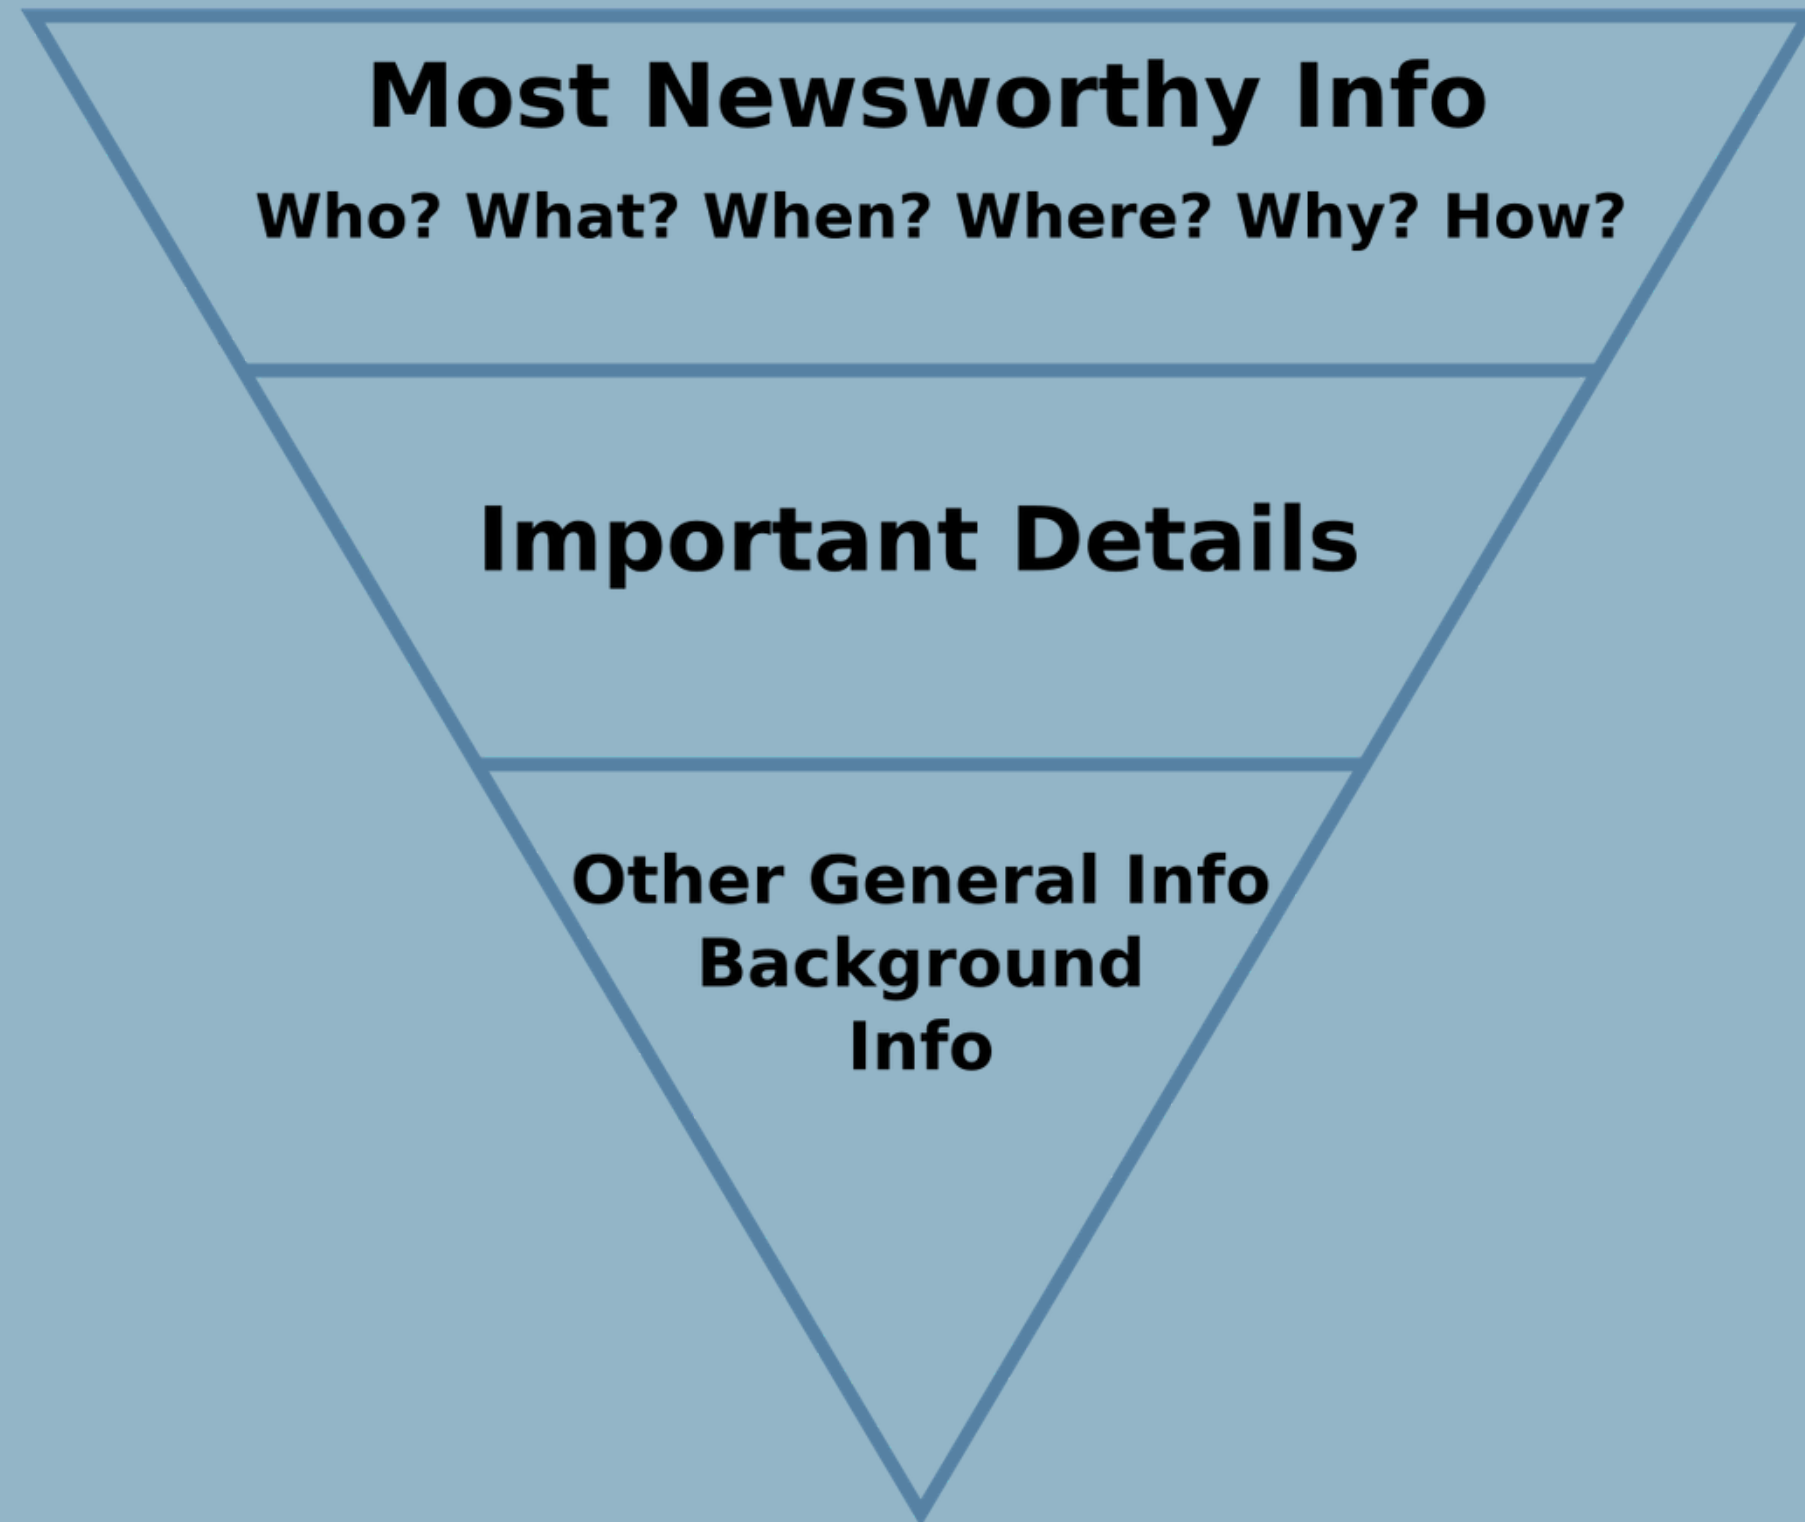 Most Newsworthy Info
Who? What? When? Where? Why? How?
Important Details
Other General Info
Background
Info